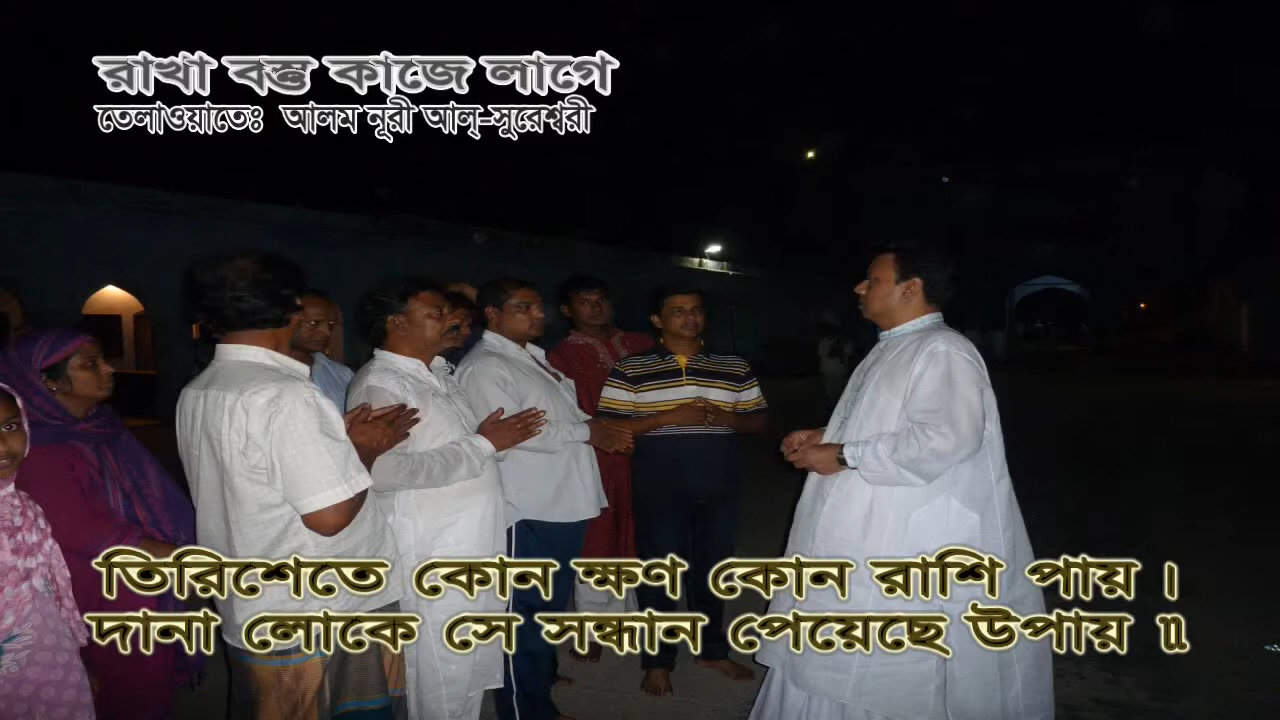 রাখা বস্তু কাজে লাগে
তেলাওয়াতেঃ আলম নূরী আল্-সুরেশ্বরী
তিরিশেতে কোন ক্ষণ কোন রাশি পায় ।
দানা লোকে সে সন্ধান পেয়েছে উপায় ॥